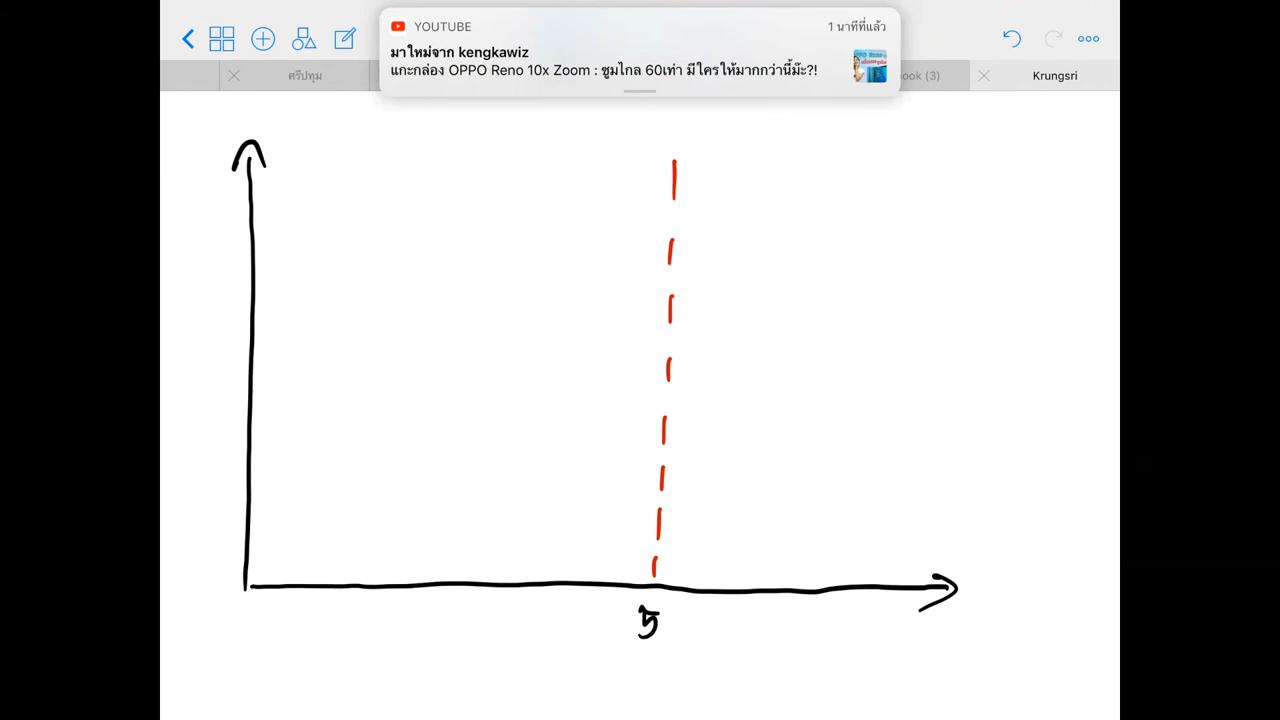 YOUTUBE
1 นาทีที่แล้ว
มาใหม่จาก kengkawiz
แกะกล่อง OPPO Reno 10x Zoom : ซูมไกล 60เท่า มีใครให้มากกว่านี้ม๊ะ?!
ศรีปทุม
ook (3)
Krungsri
5